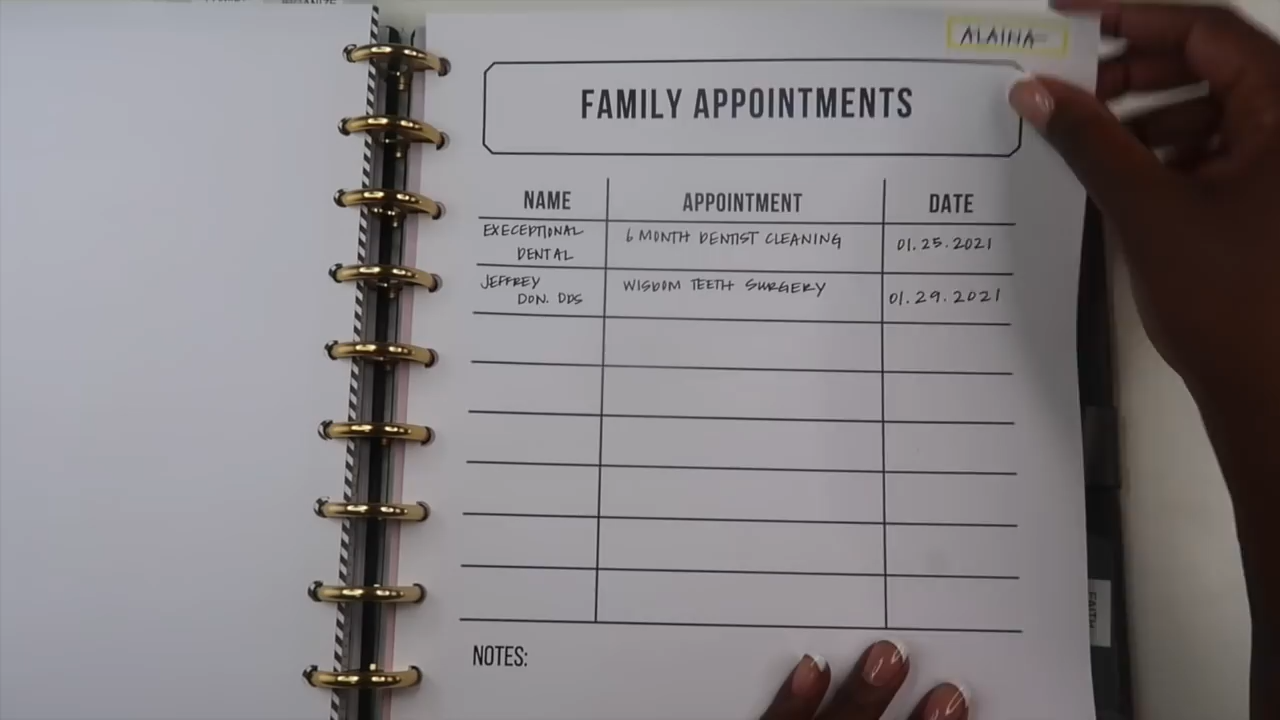 ALAINA
FAMILY APPOINTMENTS
NAME APPOINTMENT DATE
EXECEPTIONAL
DENTAL
6 MONTH DENTIST CLEANING
01.25.2021
JEFFREY
DON. DDS
WISDOM TEETH SURGERY
01.29.2021
NOTES:
FAITH